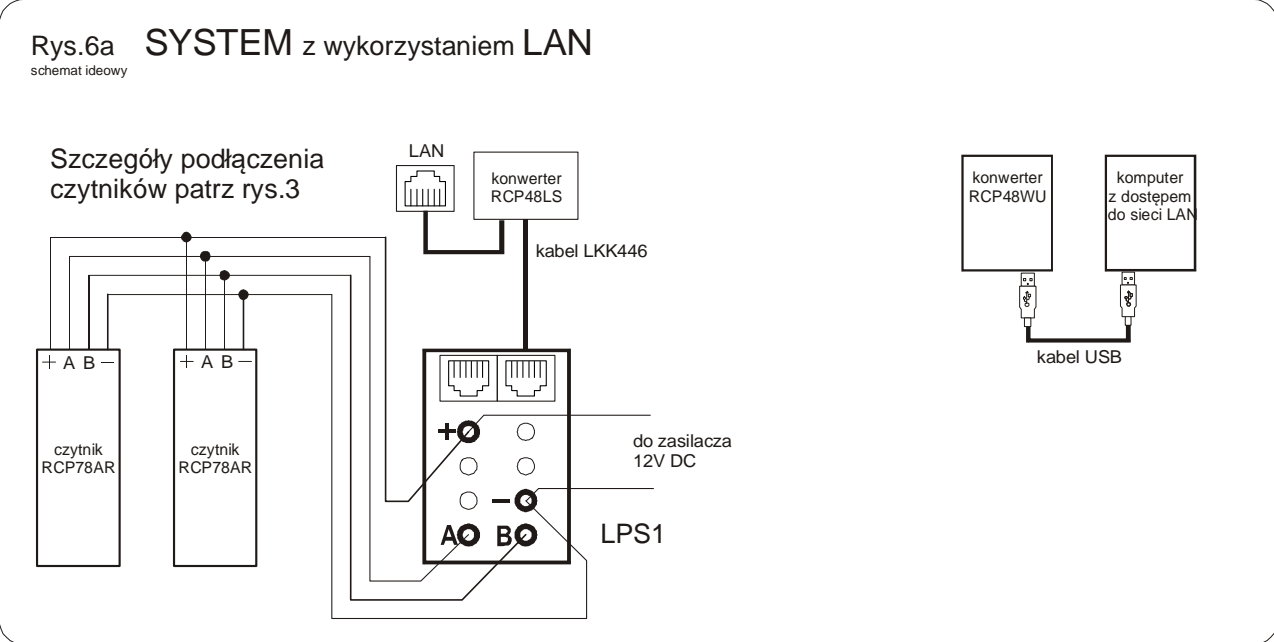 Rys.6a SYSTEM z wykorzystaniem LAN
schemat ideowy
Szczegóły podłączenia
czytników patrz rys.3
LAN
konwerter
RCP48LS
kabel LKK446
konwerter
RCP48WU
komputer
z dostępem
do sieci LAN
kabel USB
+ A B −
czytnik
RCP78AR
+ A B −
czytnik
RCP78AR
+
−
A B
do zasilacza
12V DC
LPS1